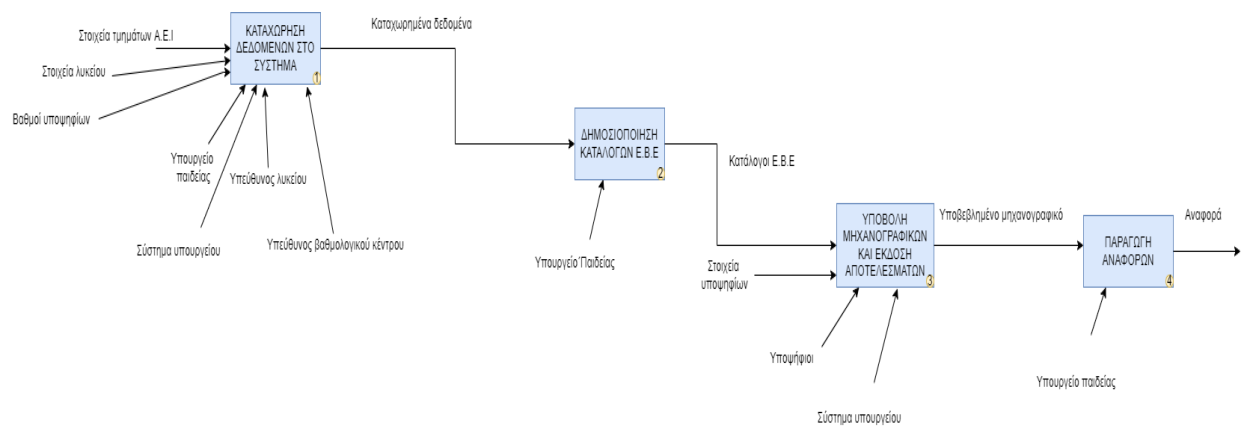 ΚΑΤΑΧΩΡΗΣΗ
ΔΕΔΟΜΕΝΩΝ ΣΤΟ
ΣΥΣΤΗΜΑ
1
Στοιχεία τμημάτων Α.Ε.Ι
Στοιχεία λυκείου
Βαθμοί υποψηφίων
Καταχωρημένα δεδομένα
Υπουργείο
παιδείας
Υπεύθυνος λυκείου
Σύστημα υπουργείου
Υπεύθυνος βαθμολογικού κέντρου
ΔΗΜΟΣΙΟΠΟΙΗΣΗ
ΚΑΤΑΛΟΓΩΝ Ε.Β.Ε
2
Υπουργείο Παιδείας
Κατάλογοι Ε.Β.Ε
Στοιχεία
υποψηφίων
ΥΠΟΒΟΛΗ
ΜΗΧΑΝΟΓΡΑΦΙΚΩΝ
ΚΑΙ ΕΚΔΟΣΗ
ΑΠΟΤΕΛΕΣΜΑΤΩΝ
3
Υποψήφιοι
Σύστημα υπουργείου
Υποβεβλημένο μηχανογραφικό
ΠΑΡΑΓΩΓΗ
ΑΝΑΦΟΡΩΝ
4
Υπουργείο παιδείας
Αναφορά